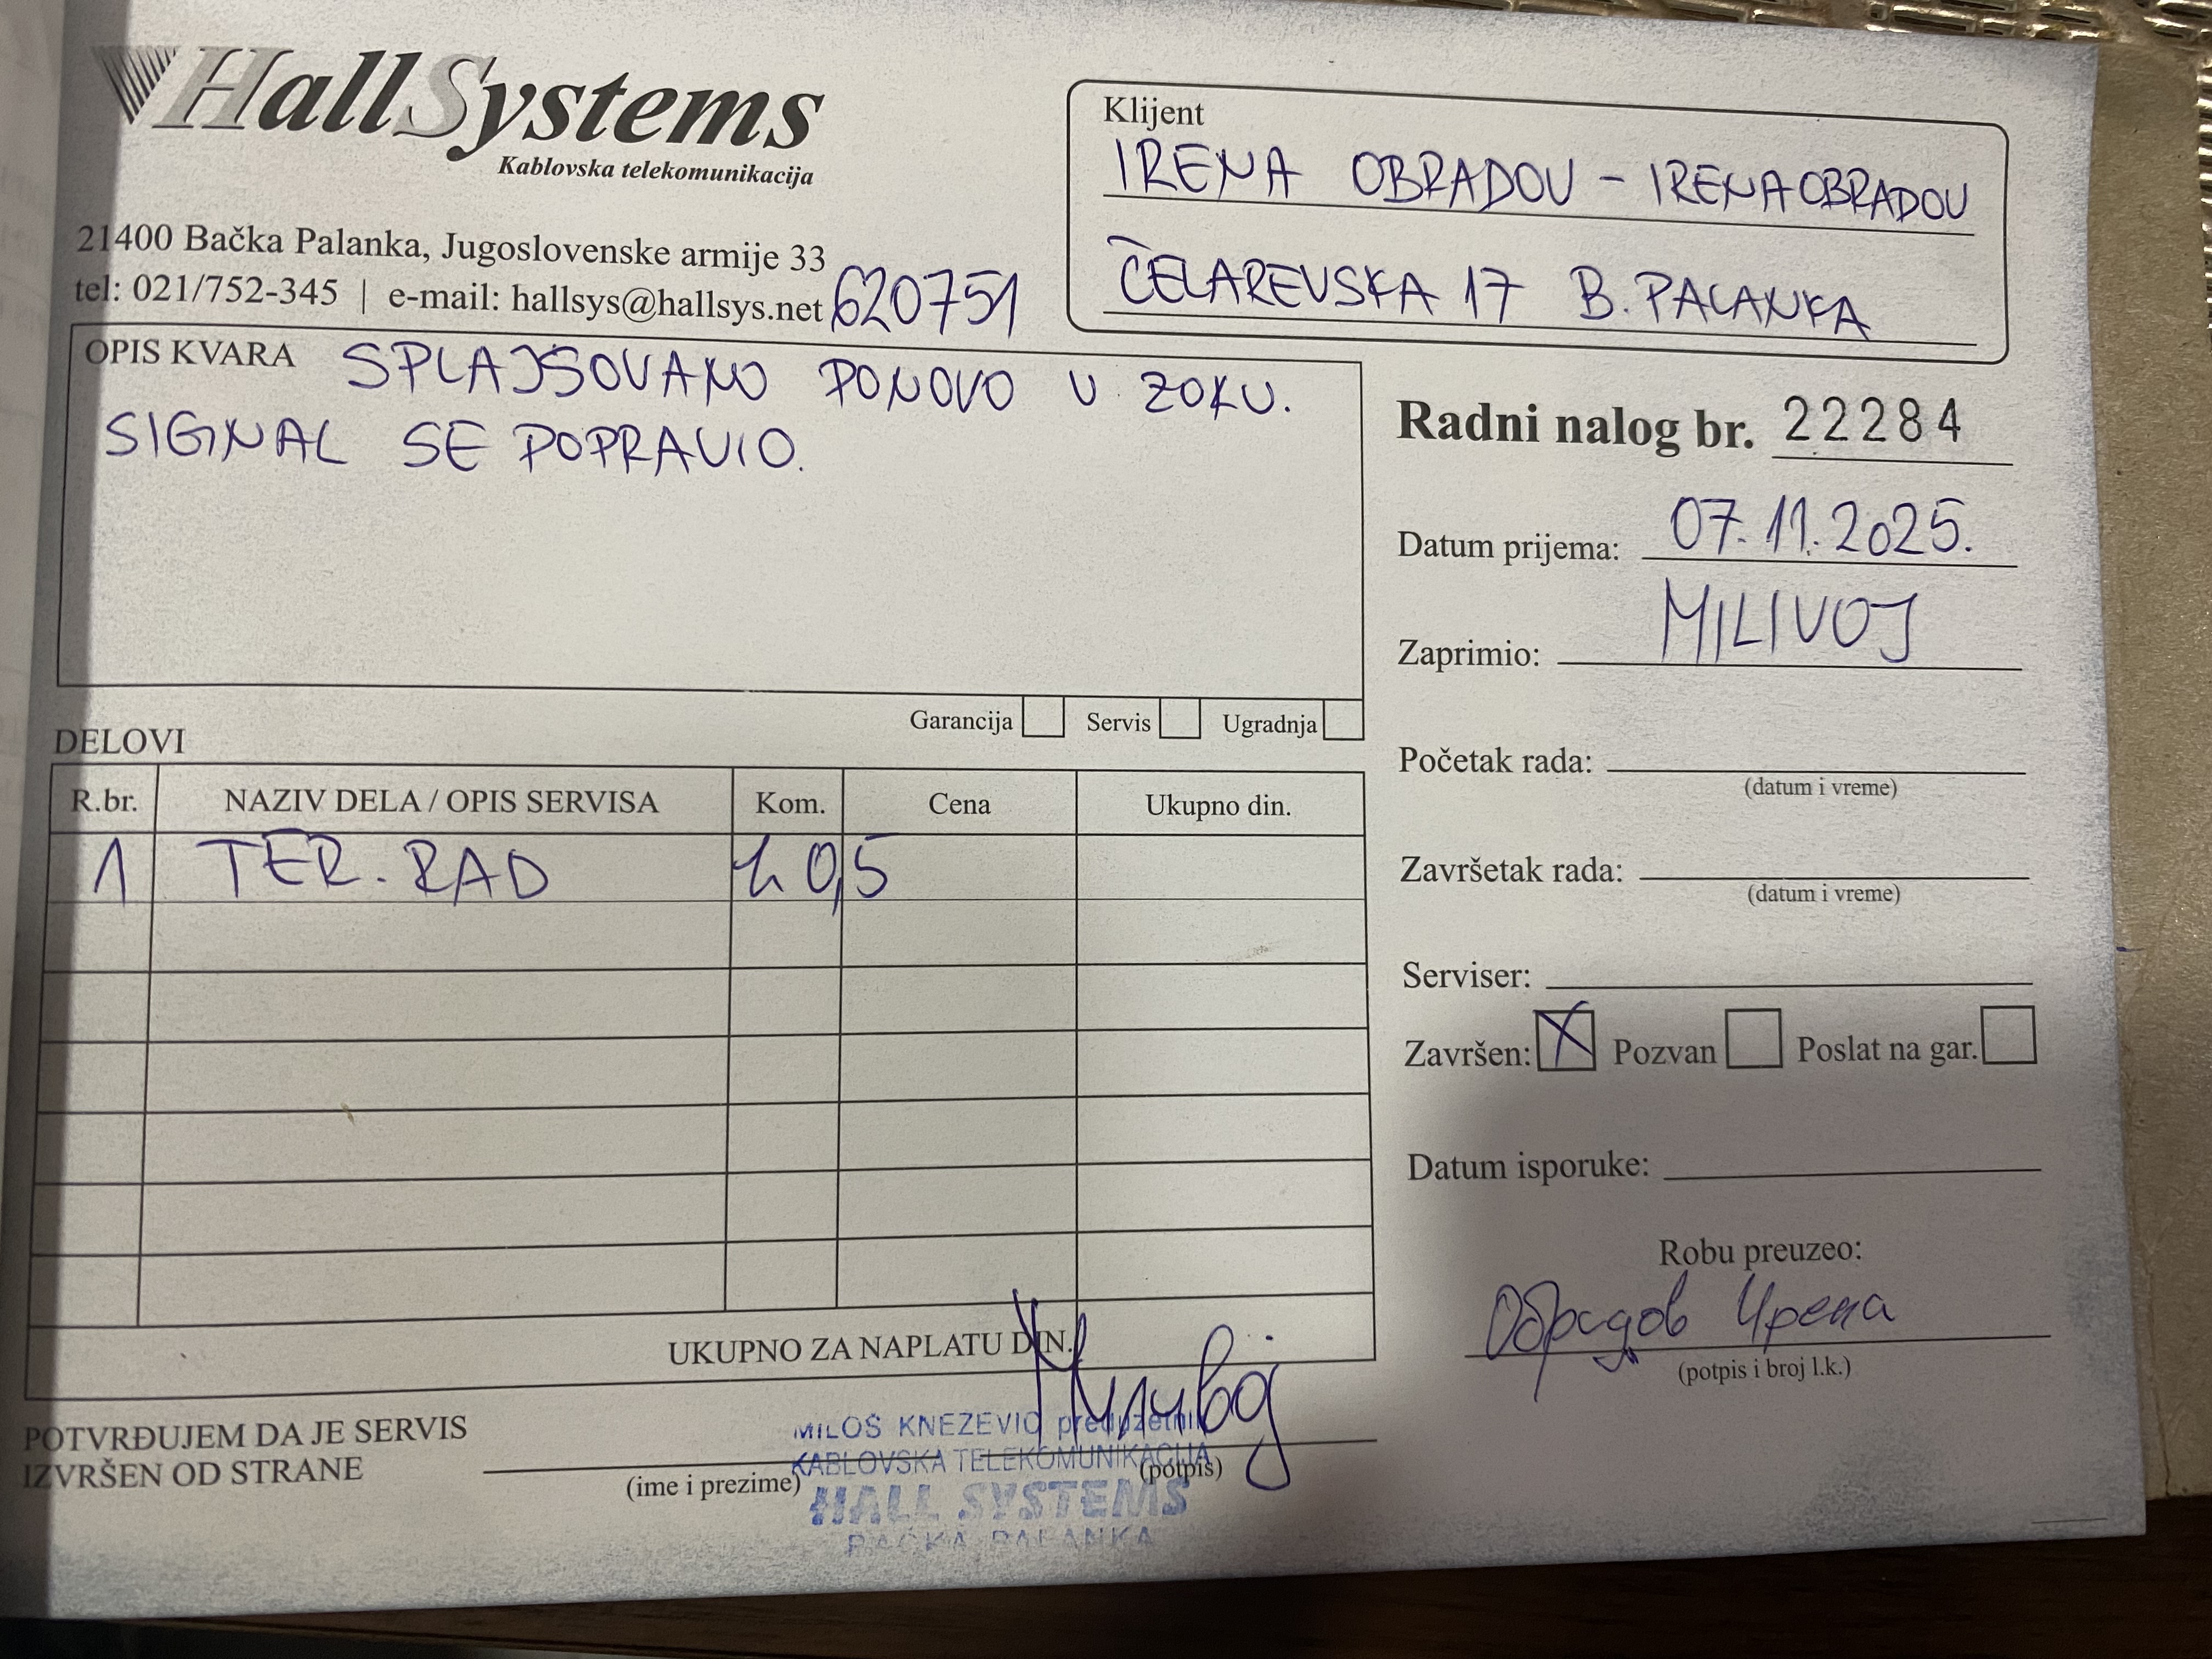 HallSystems
Kablovska telekomunikacija
21400 Bačka Palanka, Jugoslovenske armije 33
tel: 021/752-345 | e-mail: hallsys@hallsys.net
620751
Klijent
IRENA OBRADOV - IRENAOBRADOV
ČELAREVSKA 17 B. PALANKA
OPIS KVARA SPLAJSOVANO PONOVO U ZOKU.
SIGNAL SE POPRAVIO.
Garancija Servis Ugradnja
Radni nalog br. 22284
Datum prijema: 07.11.2025.
Zaprimio: MILIVOJ
Početak rada:
(datum i vreme)
Završetak rada:
(datum i vreme)
Serviser:
Završen: X Pozvan Poslat na gar.
Datum isporuke:
Robu preuzeo:
Обрадов Ирена
(potpis i broj l.k.)
DELOVI
R.br. NAZIV DELA / OPIS SERVISA Kom. Cena Ukupno din.
1 TER. RAD h 0,5
UKUPNO ZA NAPLATU DIN.
POTVRĐUJEM DA JE SERVIS
IZVRŠEN OD STRANE
(ime i prezime)
(potpis)
Миливој
MILOŠ KNEŽEVIĆ preduzetnik
KABLOVSKA TELEKOMUNIKACIJA
HALL SYSTEMS
BAČKA PALANKA